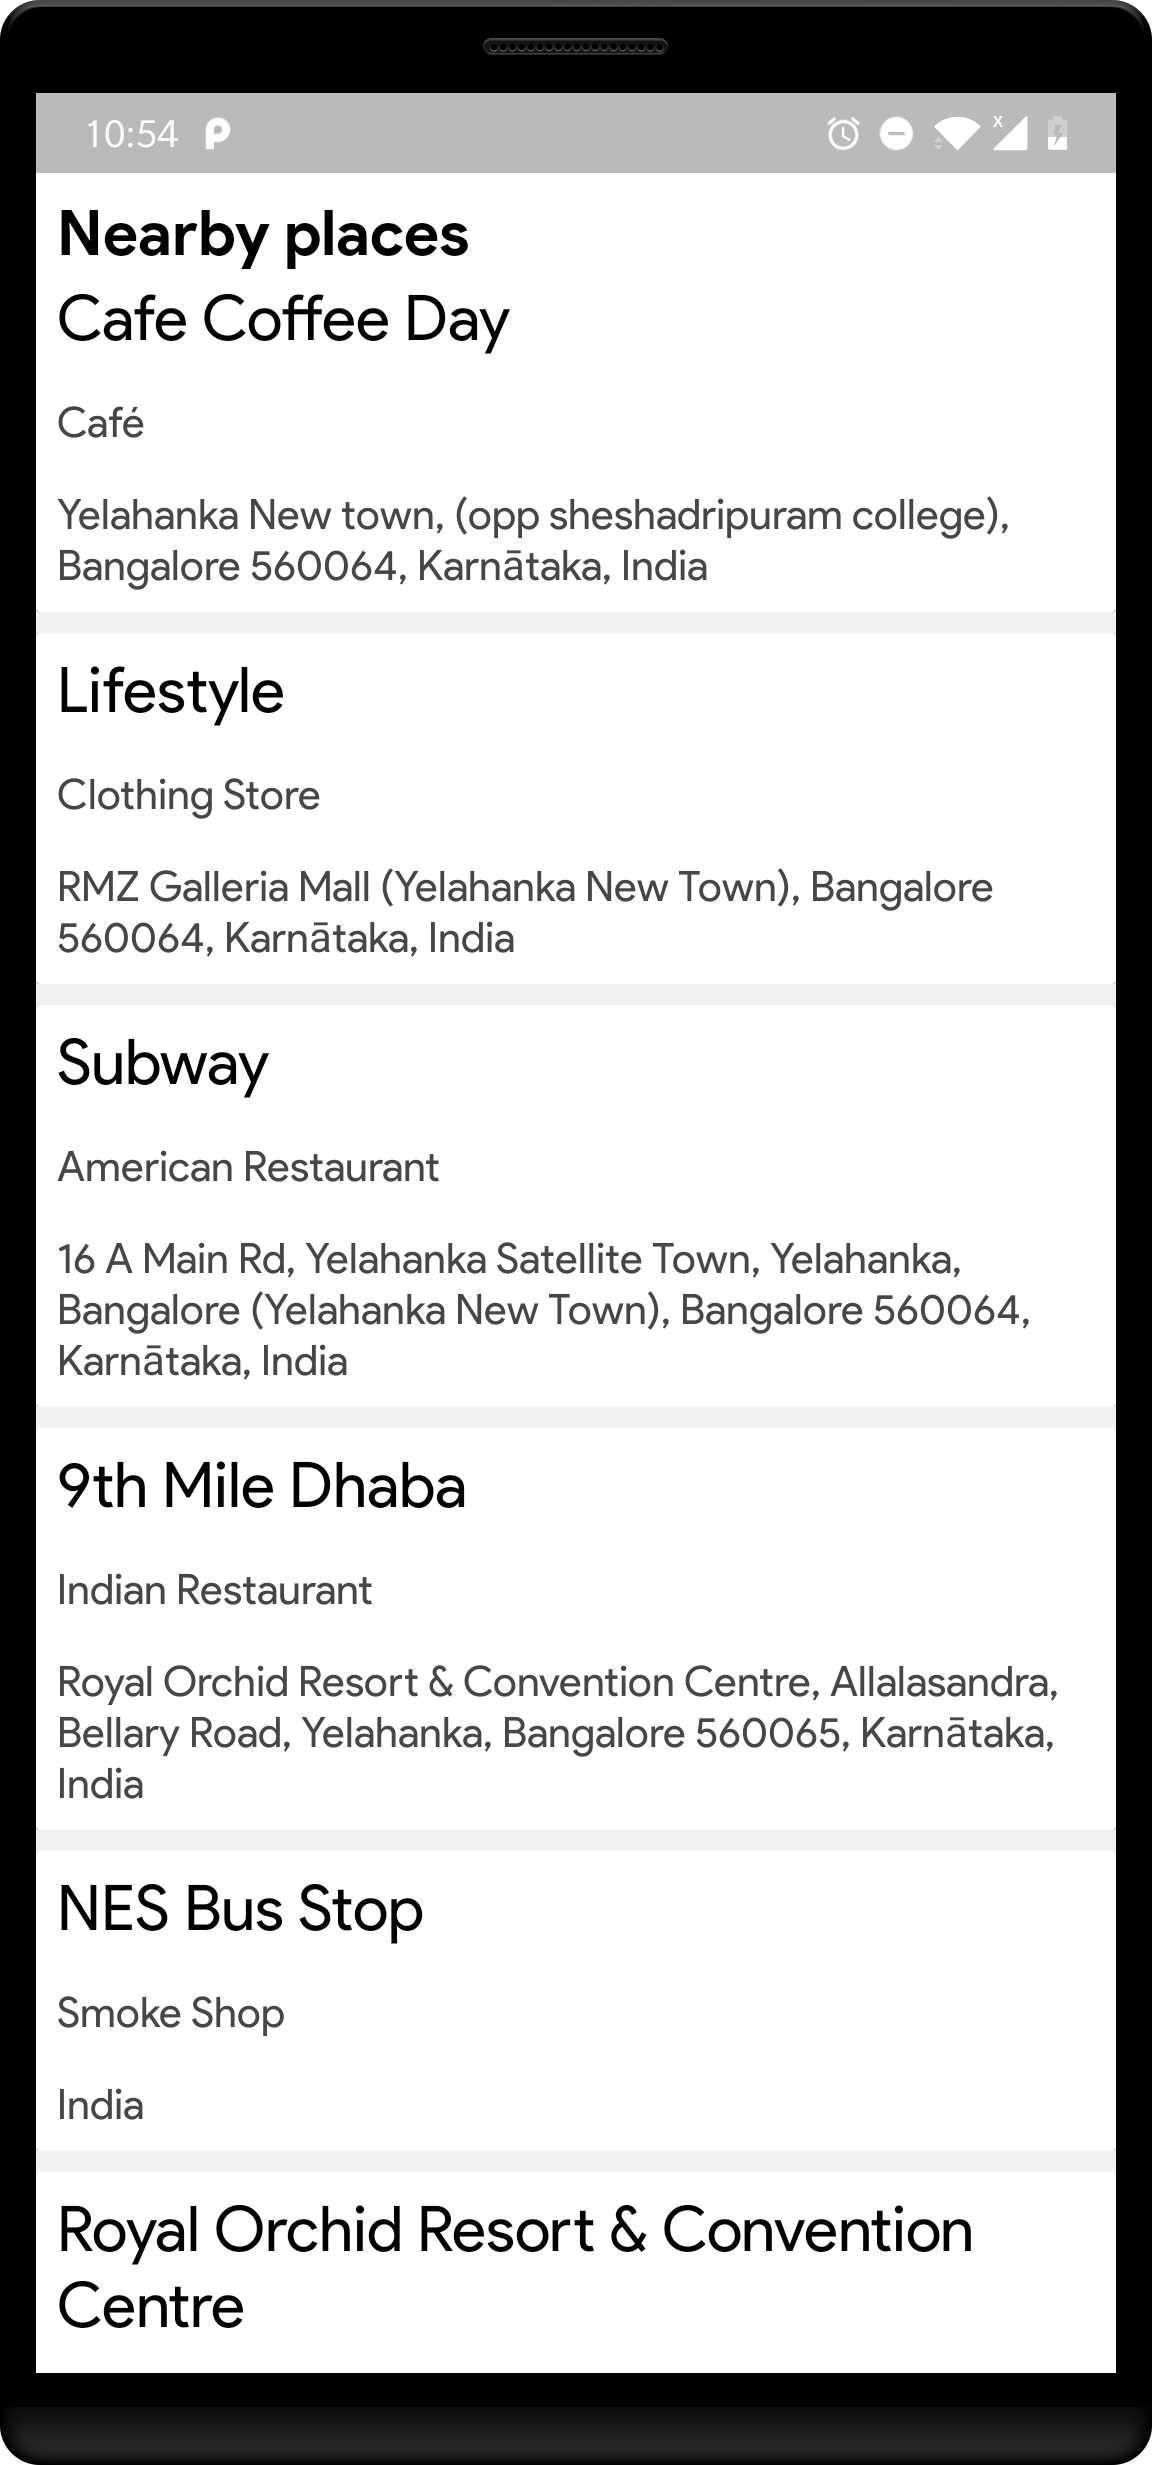 10:54
Nearby places
Cafe Coffee Day
Café
Yelahanka New town, (opp sheshadripuram college),
Bangalore 560064, Karnātaka, India
Lifestyle
Clothing Store
RMZ Galleria Mall (Yelahanka New Town), Bangalore
560064, Karnātaka, India
Subway
American Restaurant
16 A Main Rd, Yelahanka Satellite Town, Yelahanka,
Bangalore (Yelahanka New Town), Bangalore 560064,
Karnātaka, India
9th Mile Dhaba
Indian Restaurant
Royal Orchid Resort & Convention Centre, Allalasandra,
Bellary Road, Yelahanka, Bangalore 560065, Karnātaka,
India
NES Bus Stop
Smoke Shop
India
Royal Orchid Resort & Convention
Centre